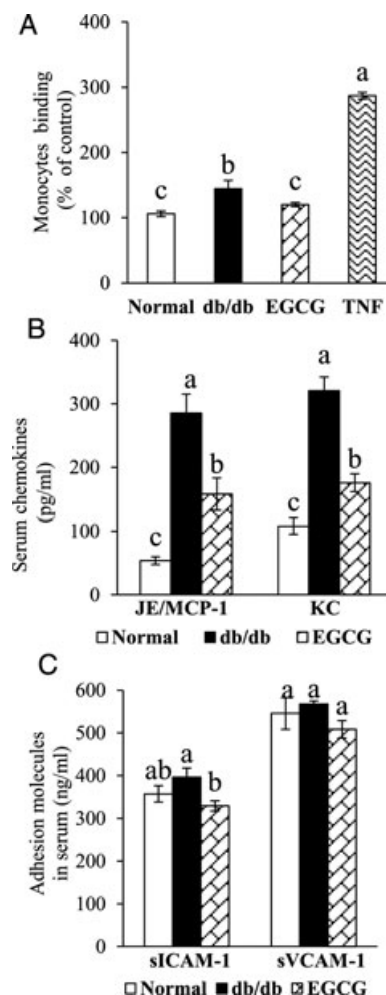 A
Monocytes binding
(% of control)
400
300
200
100
0
c
b
c
a
Normal db/db EGCG TNF
B
Serum chemokines
(pg/ml)
400
300
200
100
0
c
a
b
c
a
b
JE/MCP-1 KC
Normal db/db EGCG
C
Adhesion molecules
in serum (ng/ml)
600
500
400
300
200
100
0
ab
a
b
a
a
a
sICAM-1 sVCAM-1
Normal db/db EGCG